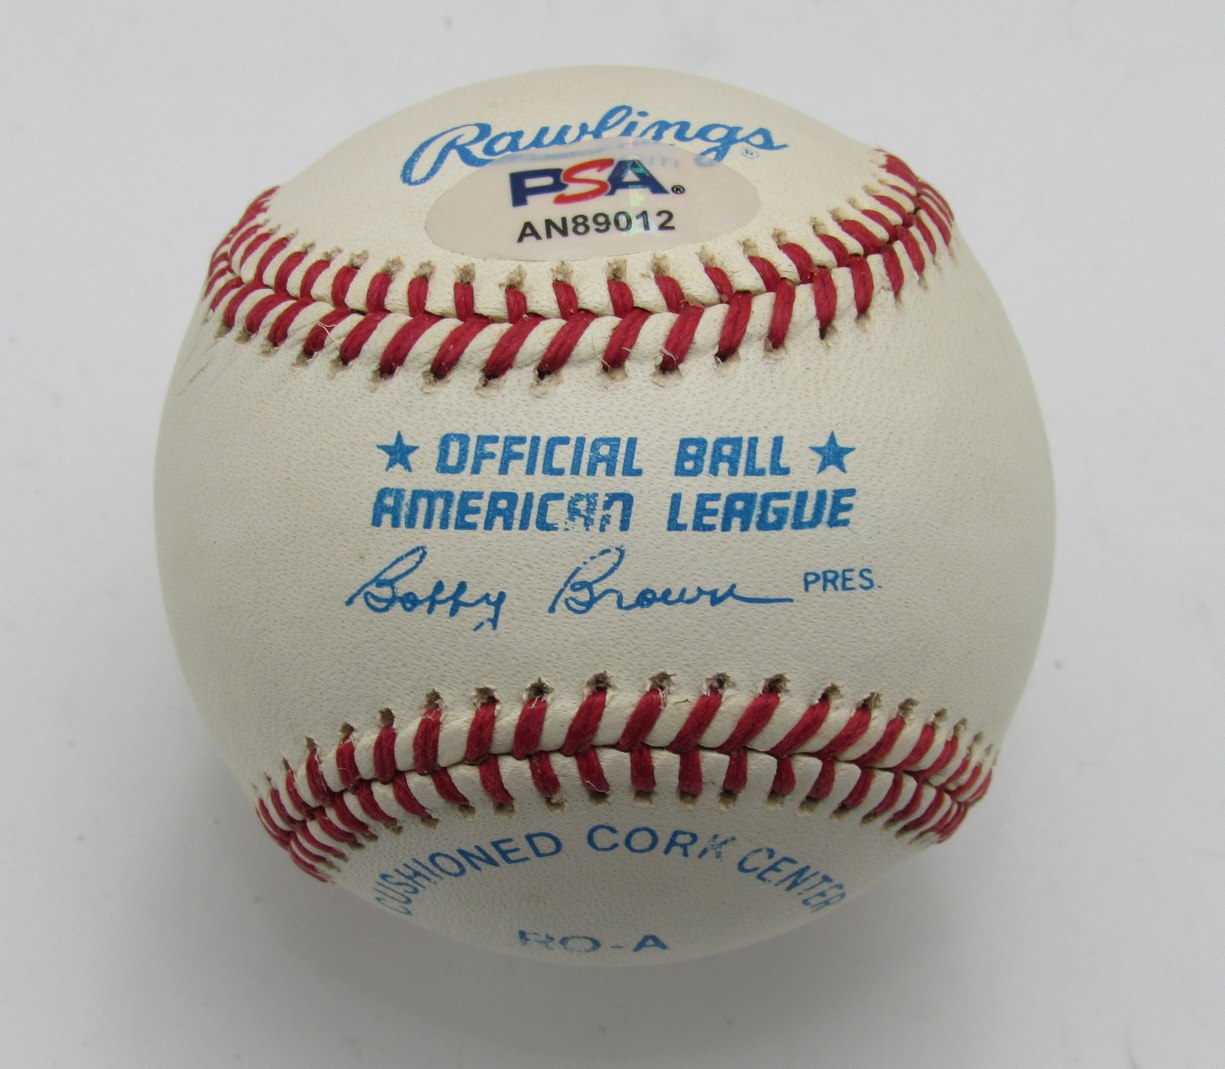 Rawlings®
PSA®
AN89012
★ OFFICIAL BALL ★
AMERICAN LEAGUE
Bobby Brown PRES.
CUSHIONED CORK CENTER
RO-A